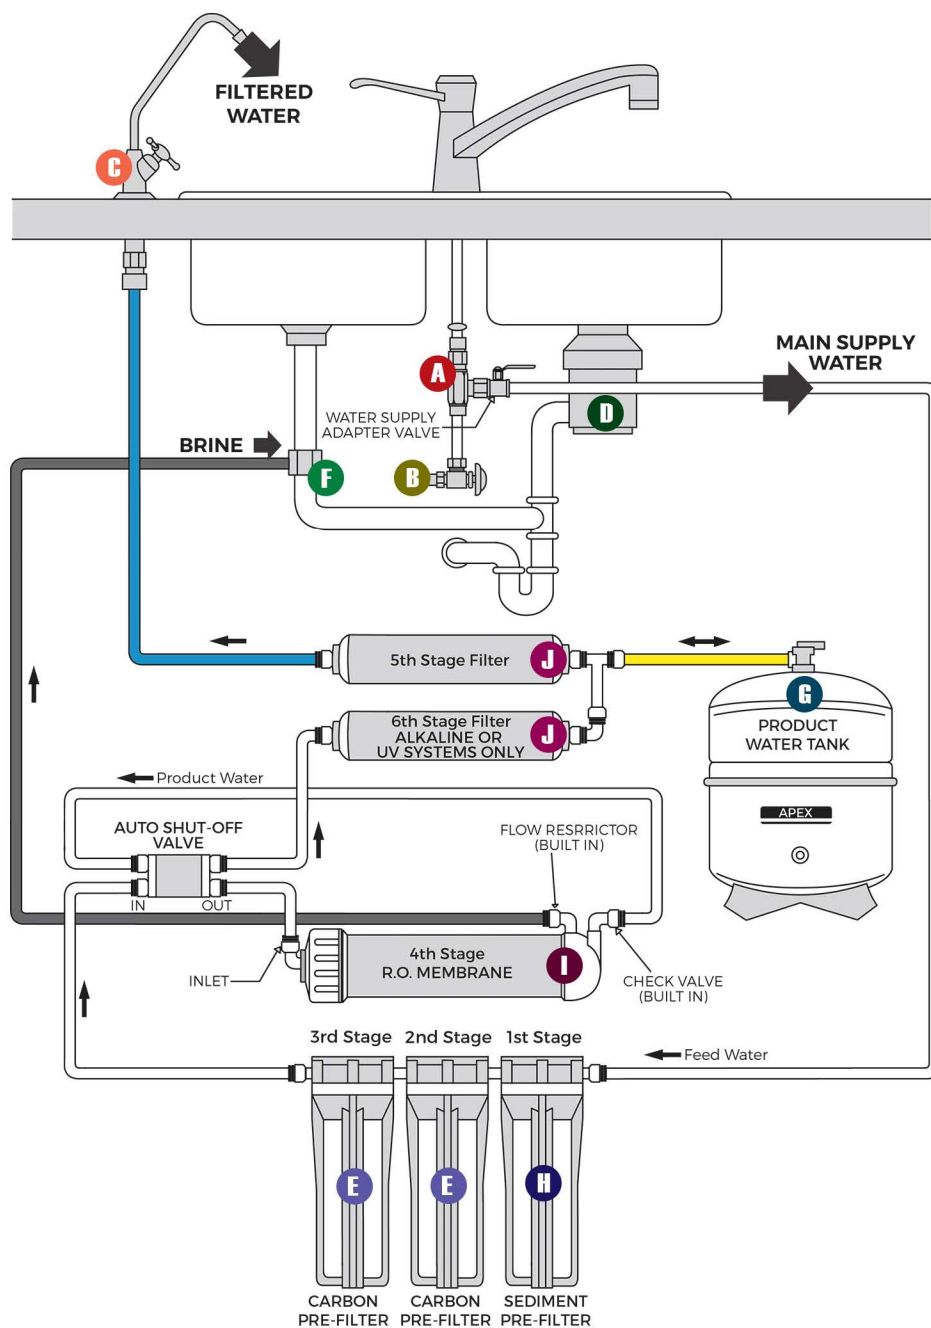 FILTERED
WATER
C
MAIN SUPPLY
WATER
A
WATER SUPPLY
ADAPTER VALVE
D
BRINE
F
B
5th Stage Filter
J
G
PRODUCT
WATER TANK
6th Stage Filter
ALKALINE OR
UV SYSTEMS ONLY
J
Product Water
APEX
AUTO SHUT-OFF
VALVE
FLOW RESRRICTOR
(BUILT IN)
IN
OUT
4th Stage
R.O. MEMBRANE
I
INLET
CHECK VALVE
(BUILT IN)
3rd Stage
2nd Stage
1st Stage
Feed Water
E
E
H
CARBON
PRE-FILTER
CARBON
PRE-FILTER
SEDIMENT
PRE-FILTER